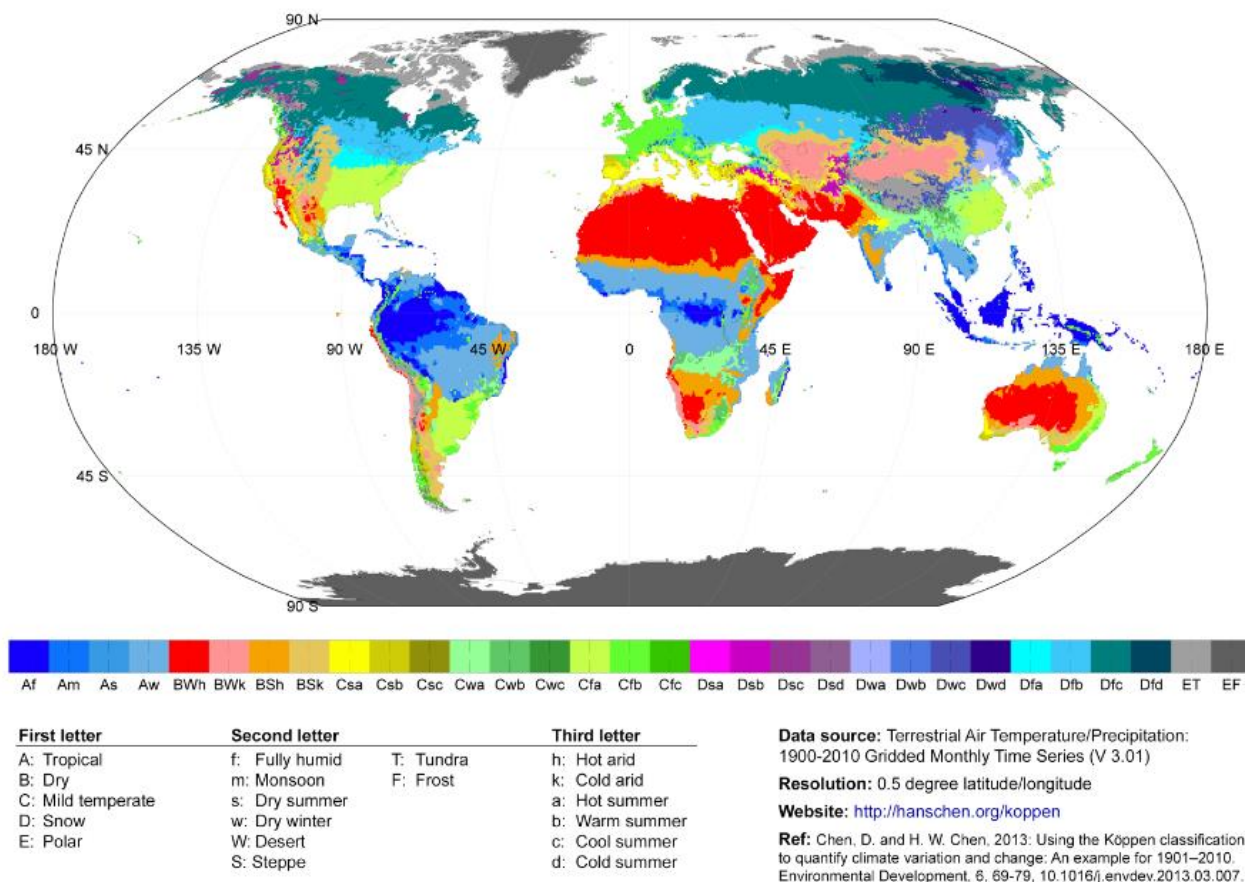 90 N
45 N
0
180 W 135 W 90 W 45 W 0 45 E 90 E 135 E 180 E
45 S
90 S
Af Am As Aw BWh BWk BSh BSk Csa Csb Csc Cwa Cwb Cwc Cfa Cfb Cfc Dsa Dsb Dsc Dsd Dwa Dwb Dwc Dwd Dfa Dfb Dfc Dfd ET EF
First letter
A: Tropical
B: Dry
C: Mild temperate
D: Snow
E: Polar
Second letter
f: Fully humid
m: Monsoon
s: Dry summer
w: Dry winter
W: Desert
S: Steppe
T: Tundra
F: Frost
Third letter
h: Hot arid
k: Cold arid
a: Hot summer
b: Warm summer
c: Cool summer
d: Cold summer
Data source: Terrestrial Air Temperature/Precipitation:
1900-2010 Gridded Monthly Time Series (V 3.01)
Resolution: 0.5 degree latitude/longitude
Website: http://hanschen.org/koppen
Ref: Chen, D. and H. W. Chen, 2013: Using the Köppen classification
to quantify climate variation and change: An example for 1901–2010.
Environmental Development, 6, 69-79, 10.1016/j.envdev.2013.03.007.